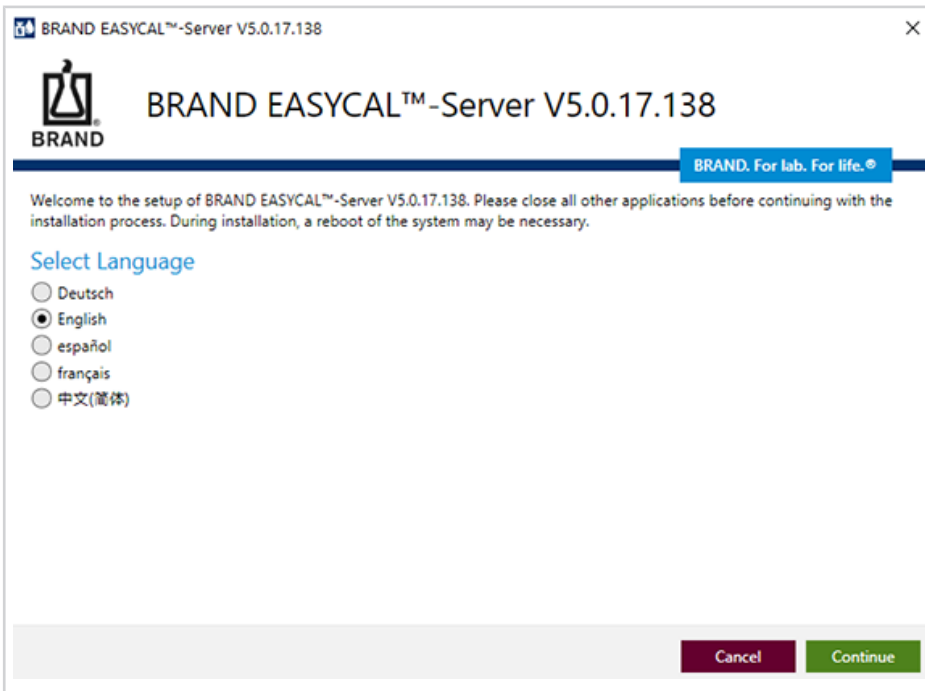 BRAND EASYCAL™-Server V5.0.17.138
BRAND
BRAND EASYCAL™-Server V5.0.17.138
BRAND. For lab. For life.®
Welcome to the setup of BRAND EASYCAL™-Server V5.0.17.138. Please close all other applications before continuing with the
installation process. During installation, a reboot of the system may be necessary.
Select Language
Deutsch
English
español
français
中文(简体)
Cancel
Continue